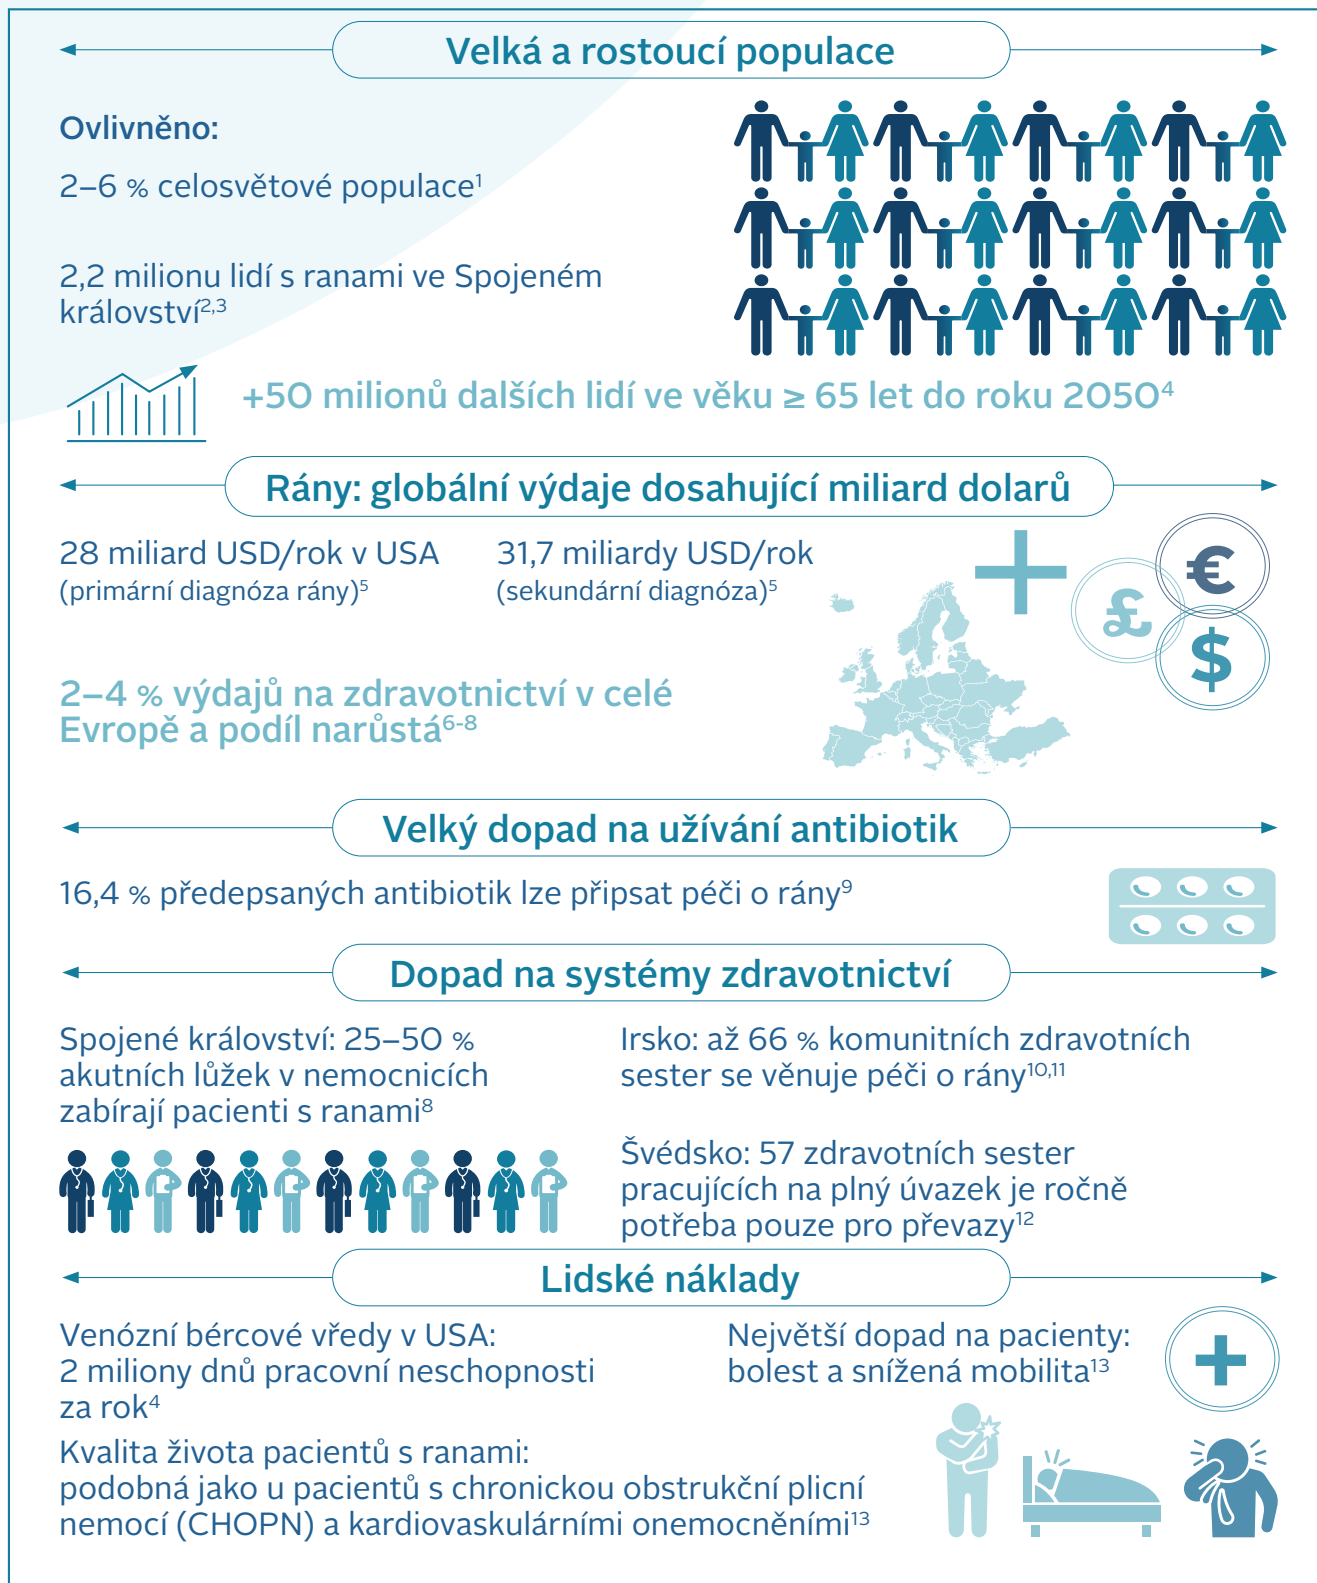 Velká a rostoucí populace
Ovlivněno:
2–6 % celosvětové populace¹
2,2 milionu lidí s ranami ve Spojeném
království²,³
+50 milionů dalších lidí ve věku ≥ 65 let do roku 2050⁴
Rány: globální výdaje dosahující miliard dolarů
28 miliard USD/rok v USA
(primární diagnóza rány)⁵
31,7 miliardy USD/rok
(sekundární diagnóza)⁵
€
£
$
2–4 % výdajů na zdravotnictví v celé
Evropě a podíl narůstá⁶⁻⁸
Velký dopad na užívání antibiotik
16,4 % předepsaných antibiotik lze připsat péči o rány⁹
Dopad na systémy zdravotnictví
Spojené království: 25–50 %
akutních lůžek v nemocnicích
zabírají pacienti s ranami⁸
Irsko: až 66 % komunitních zdravotních
sester se věnuje péči o rány¹⁰,¹¹
Švédsko: 57 zdravotních sester
pracujících na plný úvazek je ročně
potřeba pouze pro převazy¹²
Lidské náklady
Venózní bércové vředy v USA:
2 miliony dnů pracovní neschopnosti
za rok⁴
Největší dopad na pacienty:
bolest a snížená mobilita¹³
Kvalita života pacientů s ranami:
podobná jako u pacientů s chronickou obstrukční plicní
nemocí (CHOPN) a kardiovaskulárními onemocněními¹³